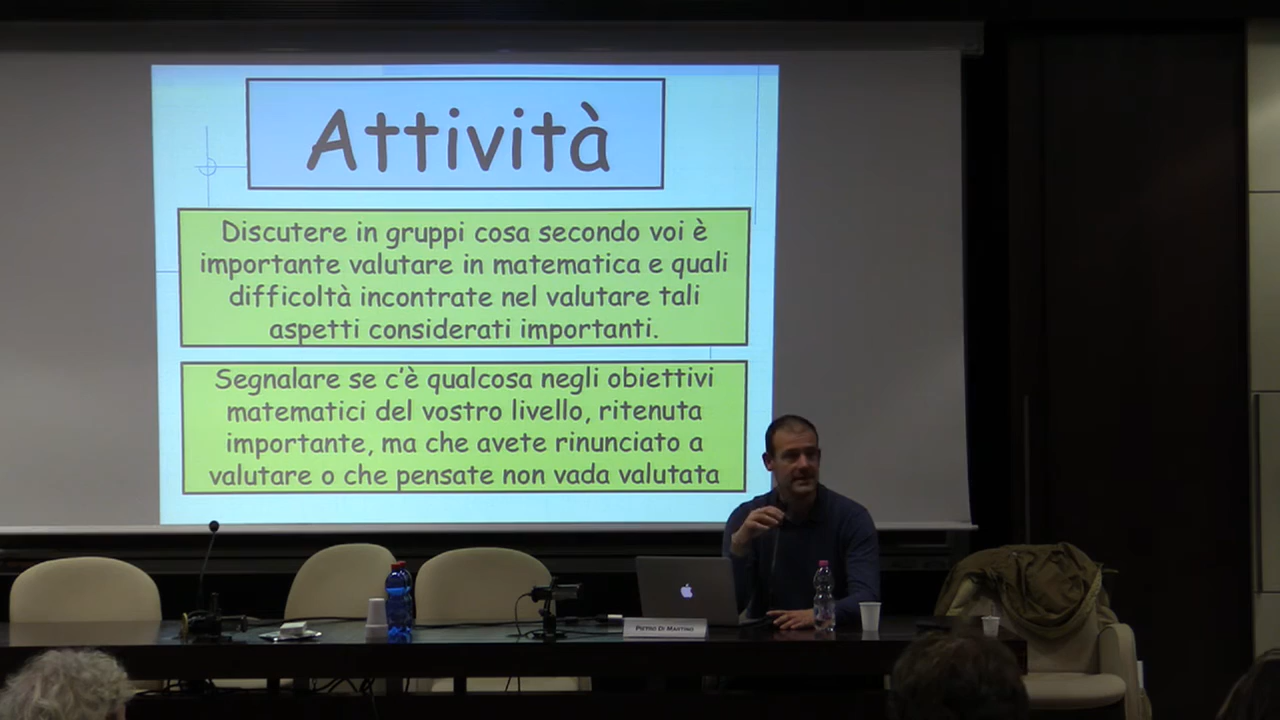 Attività
Discutere in gruppi cosa secondo voi è
importante valutare in matematica e quali
difficoltà incontrate nel valutare tali
aspetti considerati importanti.
Segnalare se c'è qualcosa negli obiettivi
matematici del vostro livello, ritenuta
importante, ma che avete rinunciato a
valutare o che pensate non vada valutata
PIETRO DI MARTINO